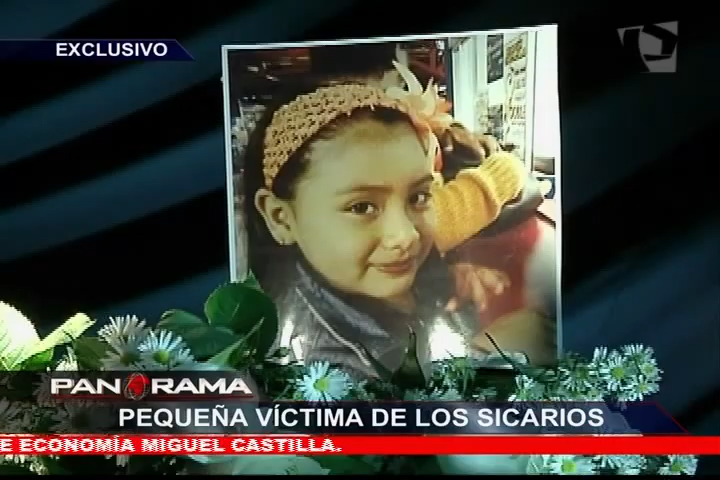 EXCLUSIVO
PANORAMA
PEQUEÑA VÍCTIMA DE LOS SICARIOS
E ECONOMÍA MIGUEL CASTILLA.